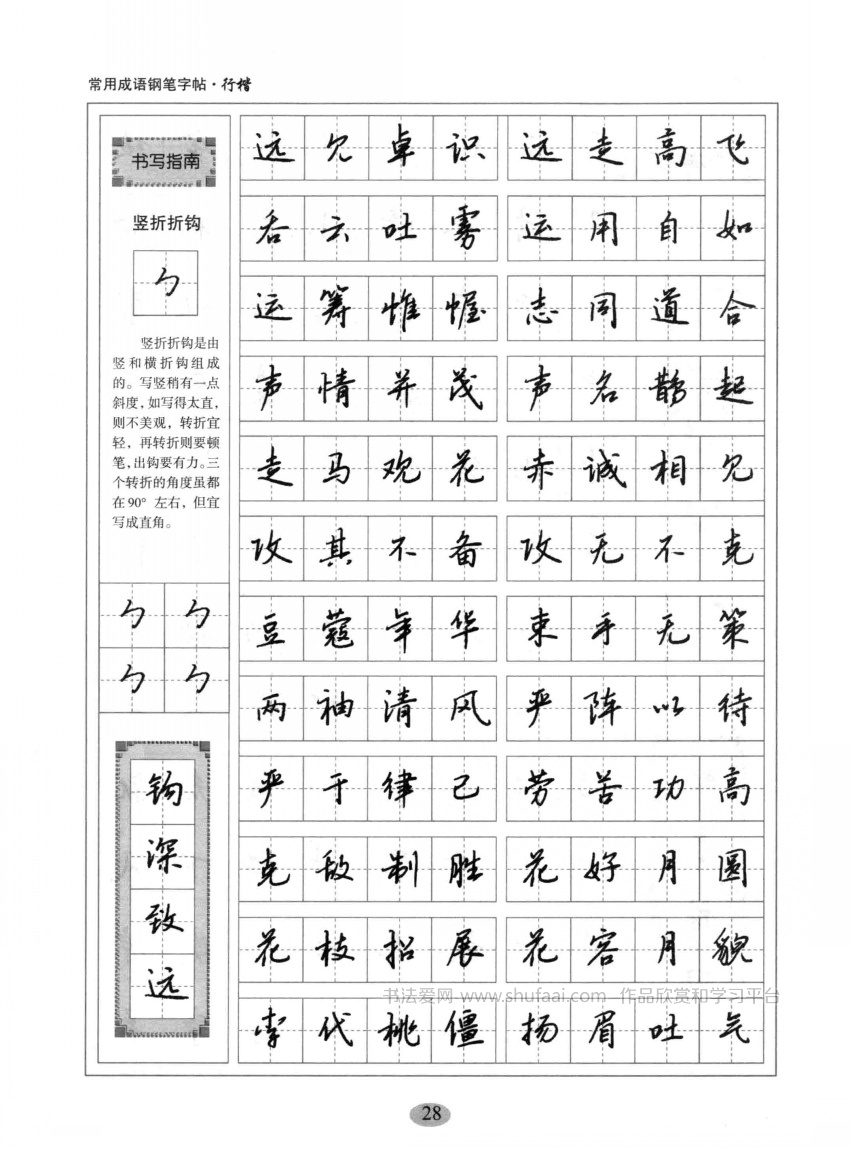 常用成语钢笔字帖·行楷
书写指南
竖折折钩
㇉
竖折折钩是由
竖和横折钩组成
的。写竖稍有一点
斜度，如写得太直，
则不美观，转折宜
轻，再转折则要顿
笔，出钩要有力。三
个转折的角度虽都
在90°左右，但宜
写成直角。
㇉ ㇉
㇉ ㇉
钩
深
致
远
远见卓识 远走高飞
吞云吐雾 运用自如
运筹帷幄 志同道合
声情并茂 声名鹊起
走马观花 赤诚相见
攻其不备 攻无不克
豆蔻年华 束手无策
两袖清风 严阵以待
严于律己 劳苦功高
克敌制胜 花好月圆
花枝招展 花容月貌
书法爱网 www.shufaai.com 作品欣赏和学习平台
李代桃僵 扬眉吐气
28